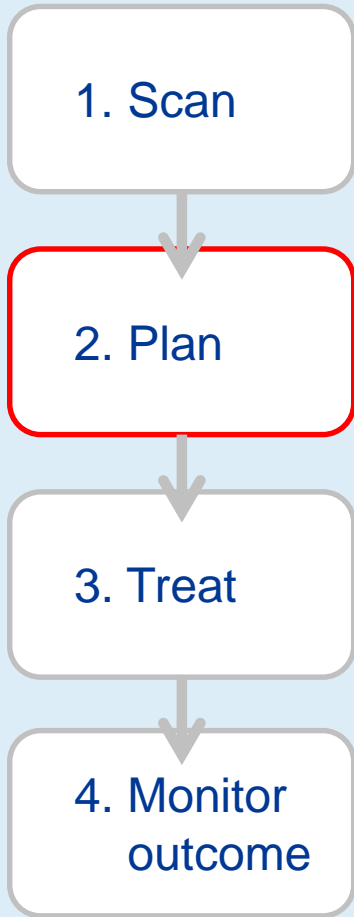 1. Scan
2. Plan
3. Treat
4. Monitor
outcome